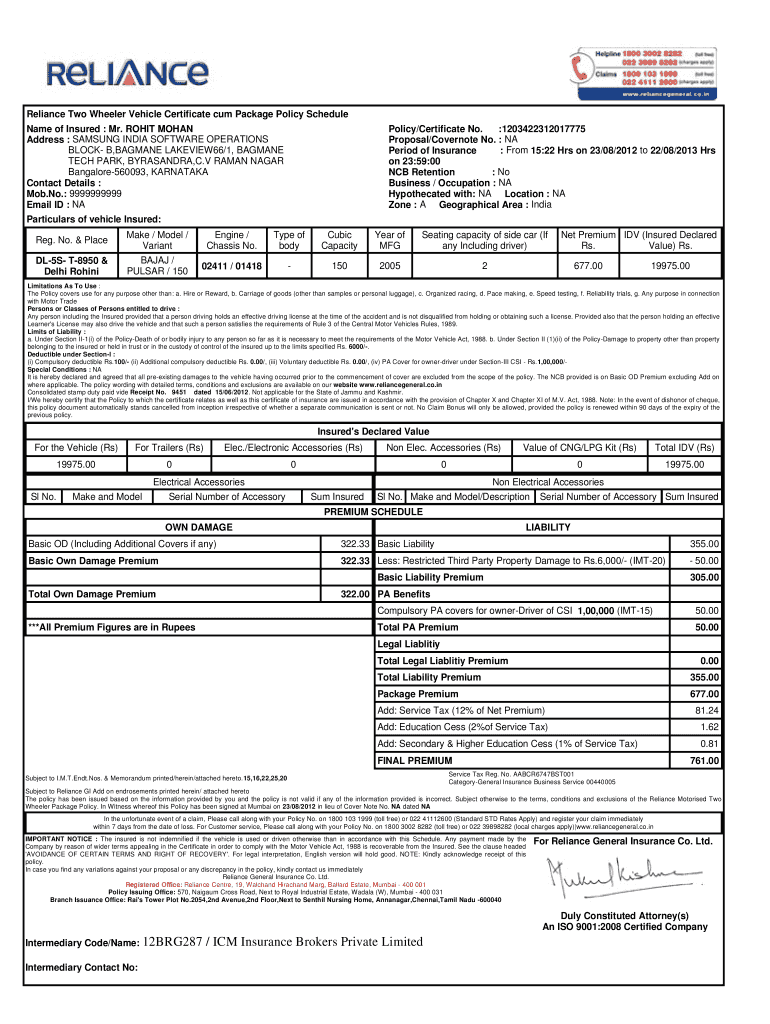 RELIANCE
Helpline 1800 3002 8282 (toll free)
022 3989 8282 (charges apply)
Claims 1800 103 1999 (toll free)
022 4111 2600 (charges apply)
www.reliancegeneral.co.in
Reliance Two Wheeler Vehicle Certificate cum Package Policy Schedule
Name of Insured : Mr. ROHIT MOHAN
Address : SAMSUNG INDIA SOFTWARE OPERATIONS
BLOCK- B,BAGMANE LAKEVIEW66/1, BAGMANE
TECH PARK, BYRASANDRA,C.V RAMAN NAGAR
Bangalore-560093, KARNATAKA
Contact Details :
Mob.No.: 9999999999
Email ID : NA
Policy/Certificate No. :1203422312017775
Proposal/Covernote No. : NA
Period of Insurance : From 15:22 Hrs on 23/08/2012 to 22/08/2013 Hrs
on 23:59:00
NCB Retention : No
Business / Occupation : NA
Hypothecated with: NA Location : NA
Zone : A Geographical Area : India
Particulars of vehicle Insured:
Reg. No. & Place Make / Model / Variant Engine / Chassis No. Type of body Cubic Capacity Year of MFG Seating capacity of side car (If any Including driver) Net Premium Rs. IDV (Insured Declared Value) Rs.
DL-5S- T-8950 & Delhi Rohini BAJAJ / PULSAR / 150 02411 / 01418 - 150 2005 2 677.00 19975.00
Limitations As To Use :
The Policy covers use for any purpose other than: a. Hire or Reward, b. Carriage of goods (other than samples or personal luggage), c. Organized racing, d. Pace making, e. Speed testing, f. Reliability trials, g. Any purpose in connection
with Motor Trade
Persons or Classes of Persons entitled to drive :
Any person including the Insured provided that a person driving holds an effective driving license at the time of the accident and is not disqualified from holding or obtaining such a license. Provided also that the person holding an effective
Learner's License may also drive the vehicle and that such a person satisfies the requirements of Rule 3 of the Central Motor Vehicles Rules, 1989.
Limits of Liability :
a. Under Section II-1(i) of the Policy-Death of or bodily injury to any person so far as it is necessary to meet the requirements of the Motor Vehicle Act, 1988. b. Under Section II (1)(ii) of the Policy-Damage to property other than property
belonging to the insured or held in trust or in the custody of control of the insured up to the limits specified Rs. 6000/-.
Deductible under Section-I :
(i) Compulsory deductible Rs.100/- (ii) Additional compulsory deductible Rs. 0.00/, (iii) Voluntary deductible Rs. 0.00/, (iv) PA Cover for owner-driver under Section-III CSI - Rs.1,00,000/-
Special Conditions : NA
It is hereby declared and agreed that all pre-existing damages to the vehicle having occurred prior to the commencement of cover are excluded from the scope of the policy. The NCB provided is on Basic OD Premium excluding Add on
where applicable. The policy wording with detailed terms, conditions and exclusions are available on our website www.reliancegeneral.co.in
Consolidated stamp duty paid vide Receipt No. 9451 dated 15/06/2012. Not applicable for the State of Jammu and Kashmir.
I/We hereby certify that the Policy to which the certificate relates as well as this certificate of insurance are issued in accordance with the provision of Chapter X and Chapter XI of M.V. Act, 1988. Note: In the event of dishonor of cheque,
this policy document automatically stands cancelled from inception irrespective of whether a separate communication is sent or not. No Claim Bonus will only be allowed, provided the policy is renewed within 90 days of the expiry of the
previous policy.
Insured's Declared Value
For the Vehicle (Rs) For Trailers (Rs) Elec./Electronic Accessories (Rs) Non Elec. Accessories (Rs) Value of CNG/LPG Kit (Rs) Total IDV (Rs)
19975.00 0 0 0 0 19975.00
Electrical Accessories Non Electrical Accessories
Sl No. Make and Model Serial Number of Accessory Sum Insured Sl No. Make and Model/Description Serial Number of Accessory Sum Insured
PREMIUM SCHEDULE
OWN DAMAGE LIABILITY
Basic OD (Including Additional Covers if any) 322.33 Basic Liability 355.00
Basic Own Damage Premium 322.33 Less: Restricted Third Party Property Damage to Rs.6,000/- (IMT-20) - 50.00
Basic Liability Premium 305.00
Total Own Damage Premium 322.00 PA Benefits
Compulsory PA covers for owner-Driver of CSI 1,00,000 (IMT-15) 50.00
***All Premium Figures are in Rupees Total PA Premium 50.00
Legal Liablitiy
Total Legal Liablitiy Premium 0.00
Total Liability Premium 355.00
Package Premium 677.00
Add: Service Tax (12% of Net Premium) 81.24
Add: Education Cess (2%of Service Tax) 1.62
Add: Secondary & Higher Education Cess (1% of Service Tax) 0.81
FINAL PREMIUM 761.00
Subject to I.M.T.Endt.Nos. & Memorandum printed/herein/attached hereto. 15,16,22,25,20
Service Tax Reg. No. AABCR6747BST001
Category-General Insurance Business Service 00440005
Subject to Reliance GI Add on endrosements printed herein/ attached hereto
The policy has been issued based on the information provided by you and the policy is not valid if any of the information provided is incorrect. Subject otherwise to the terms, conditions and exclusions of the Reliance Motorised Two
Wheeler Package Policy. In Witness whereof this Policy has been signed at Mumbai on 23/08/2012 in lieu of Cover Note No. NA dated NA
In the unfortunate event of a claim, Please call along with your Policy No. on 1800 103 1999 (toll free) or 022 41112600 (Standard STD Rates Apply) and register your claim immediately
within 7 days from the date of loss. For Customer service, Please call along with your Policy No. on 1800 3002 8282 (toll free) or 022 39898282 (local charges apply)|www.reliancegeneral.co.in
IMPORTANT NOTICE : The insured is not indemnified if the vehicle is used or driven otherwise than in accordance with this Schedule. Any payment made by the
Company by reason of wider terms appealing in the Certificate in order to comply with the Motor Vehicle Act, 1988 is recoverable from the Insured. See the clause headed
'AVOIDANCE OF CERTAIN TERMS AND RIGHT OF RECOVERY'. For legal interpretation, English version will hold good. NOTE: Kindly acknowledge receipt of this
policy.
In case you find any variations against your proposal or any discrepancy in the policy, kindly contact us immediately
Reliance General Insurance Co. Ltd.
Registered Office: Reliance Centre, 19, Walchand Hirachand Marg, Ballard Estate, Mumbai - 400 001
Policy Issuing Office: 570, Naigaum Cross Road, Next to Royal Industrial Estate, Wadala (W), Mumbai - 400 031
Branch Issuance Office: Rai's Tower Plot No.2054,2nd Avenue,2nd Floor,Next to Senthil Nursing Home, Annanagar,Chennai,Tamil Nadu -600040
For Reliance General Insurance Co. Ltd.
Duly Constituted Attorney(s)
An ISO 9001:2008 Certified Company
Intermediary Code/Name: 12BRG287 / ICM Insurance Brokers Private Limited
Intermediary Contact No: